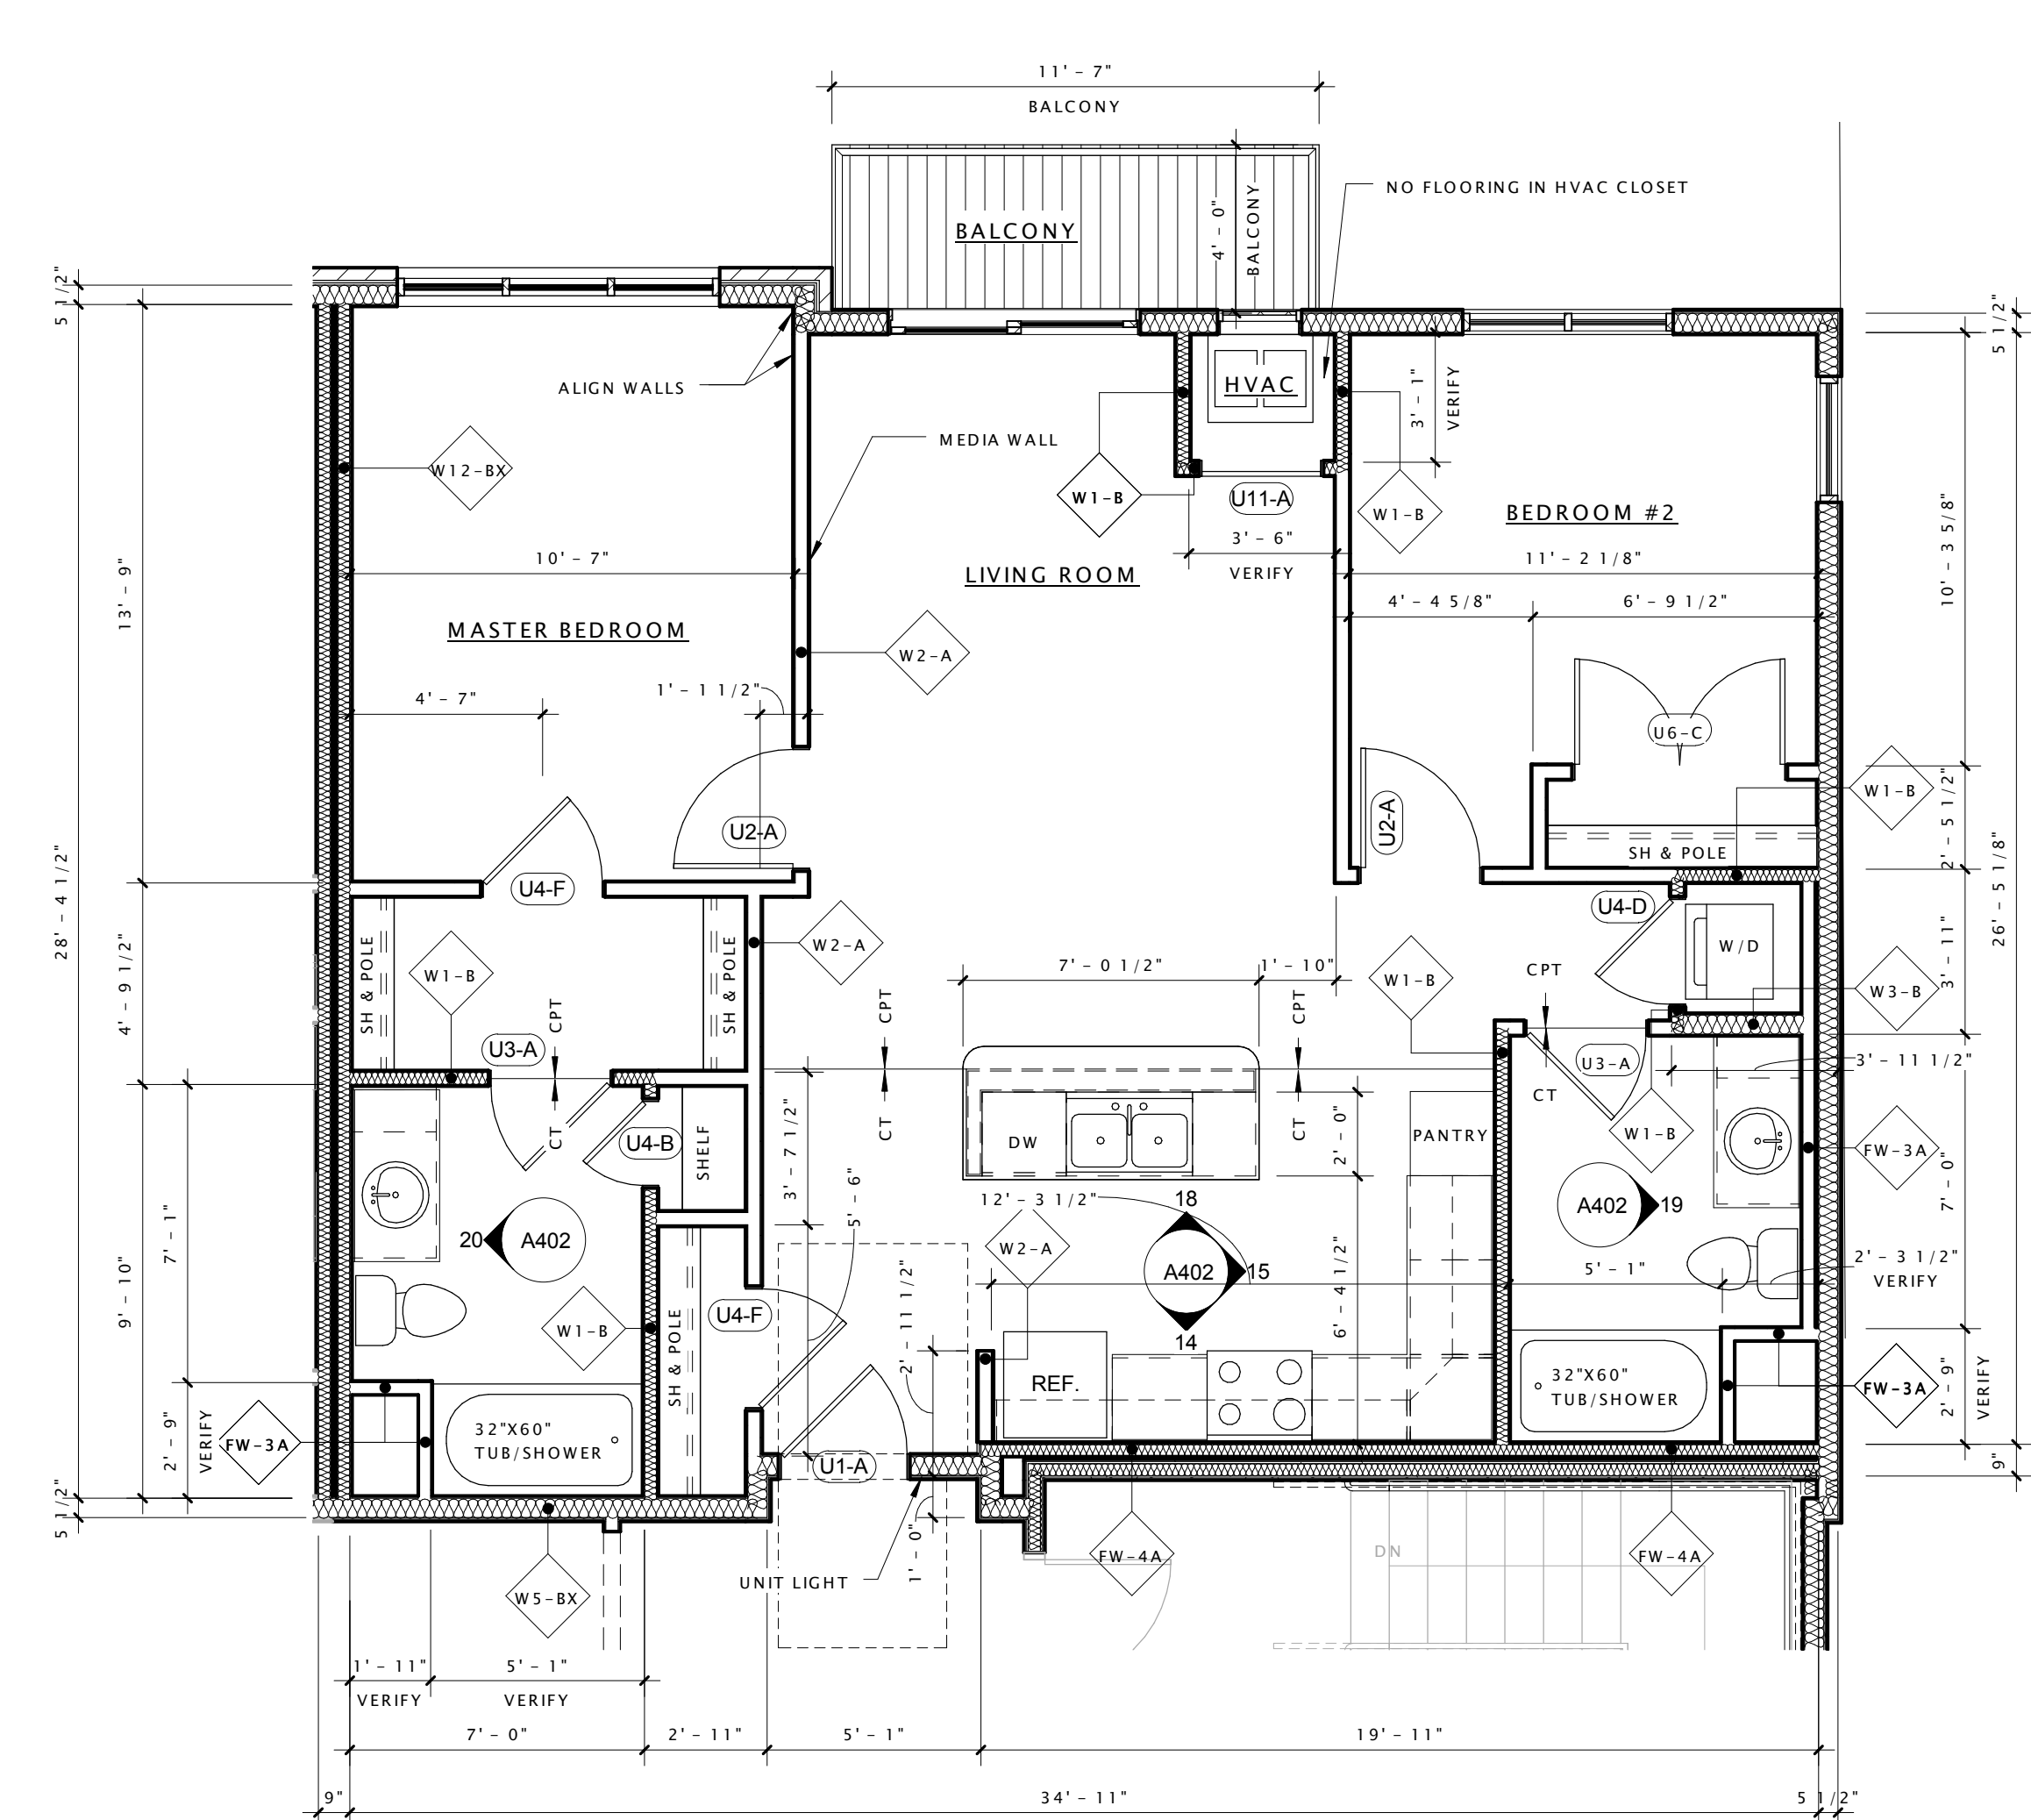 11' – 7"
BALCONY
BALCONY
4' – 0"
BALCONY
NO FLOORING IN HVAC CLOSET
5 1/2"
5 1/2"
ALIGN WALLS
HVAC
3' – 1"
VERIFY
MEDIA WALL
W12–BX
W1–B
U11-A
W1–B
BEDROOM #2
3' – 6"
VERIFY
10' – 7"
11' – 2 1/8"
LIVING ROOM
13' – 9"
10' – 3 5/8"
4' – 4 5/8"
6' – 9 1/2"
MASTER BEDROOM
W2–A
4' – 7"
1' – 1 1/2"
U6–C
U2-A
U2-A
W1–B
2' – 5 1/2"
SH & POLE
28' – 4 1/2"
26' – 5 1/8"
U4-F
U4-D
SH & POLE
SH & POLE
W2–A
W/D
4' – 9 1/2"
W1–B
7' – 0 1/2"
1' – 10"
W1–B
CPT
W3–B
3' – 11"
CPT
CPT
CPT
U3-A
U3–A
3' – 11 1/2"
CT
CT
CT
CT
U4-B
SHELF
3' – 7 1/2"
DW
2' – 0"
PANTRY
W1–B
FW–3A
7' – 1"
5' – 6"
12' – 3 1/2"
18
A402
19
7' – 0"
20
A402
W2–A
A402
15
14
6' – 4 1/2"
5' – 1"
2' – 3 1/2"
VERIFY
9' – 10"
2' – 11 1/2"
W1–B
U4-F
SH & POLE
REF.
32"X60"
TUB/SHOWER
FW–3A
2' – 9"
VERIFY
2' – 9"
VERIFY
FW–3A
32"X60"
TUB/SHOWER
U1-A
9"
5 1/2"
1' – 0"
FW–4A
DN
FW–4A
UNIT LIGHT
W5–BX
1' – 11"
VERIFY
5' – 1"
VERIFY
7' – 0"
2' – 11"
5' – 1"
19' – 11"
9"
34' – 11"
5 1/2"